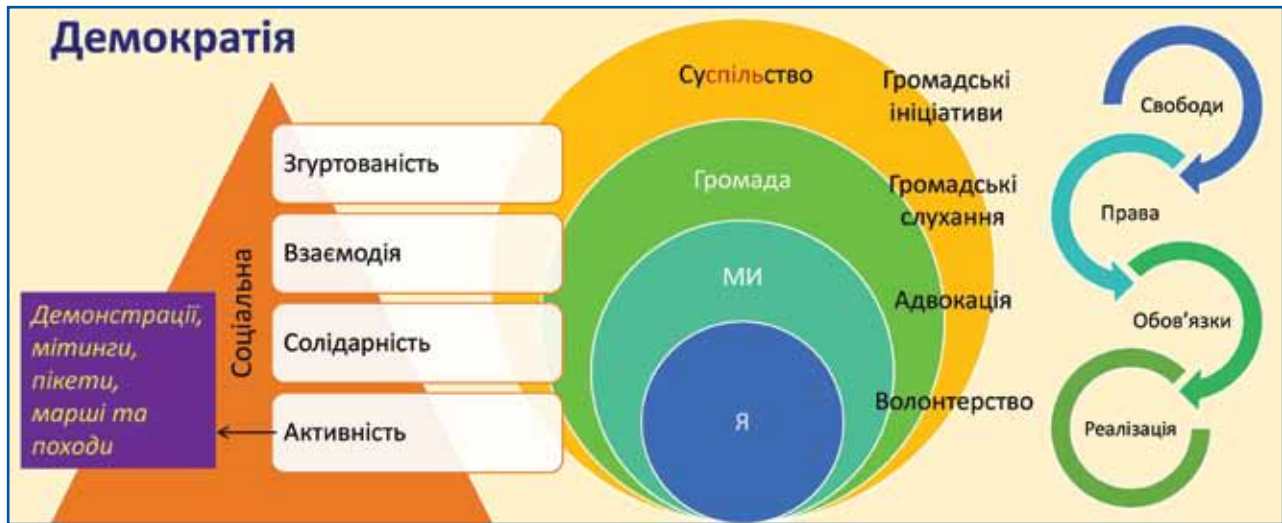 Демократія
Соціальна
Згуртованість
Взаємодія
Солідарність
Активність
Демонстрації,
мітинги,
пікети,
марші та
походи
Суспільство
Громада
МИ
Я
Громадські
ініціативи
Громадські
слухання
Адвокація
Волонтерство
Свободи
Права
Обов’язки
Реалізація